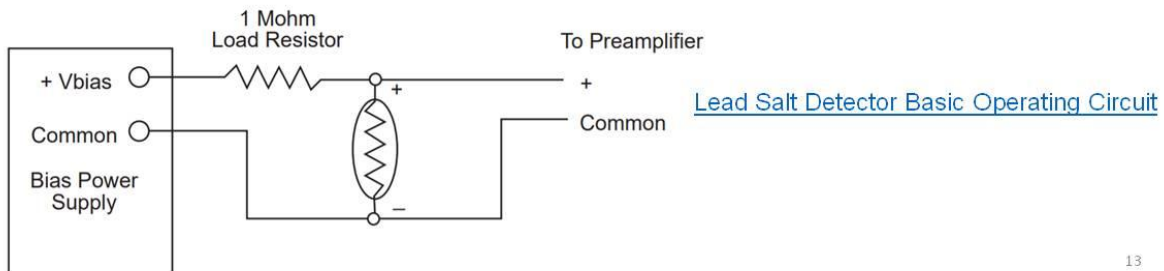 1 Mohm
Load Resistor
To Preamplifier
+ Vbias
+
+
Common
Common
Lead Salt Detector Basic Operating Circuit
Bias Power
Supply
–
13